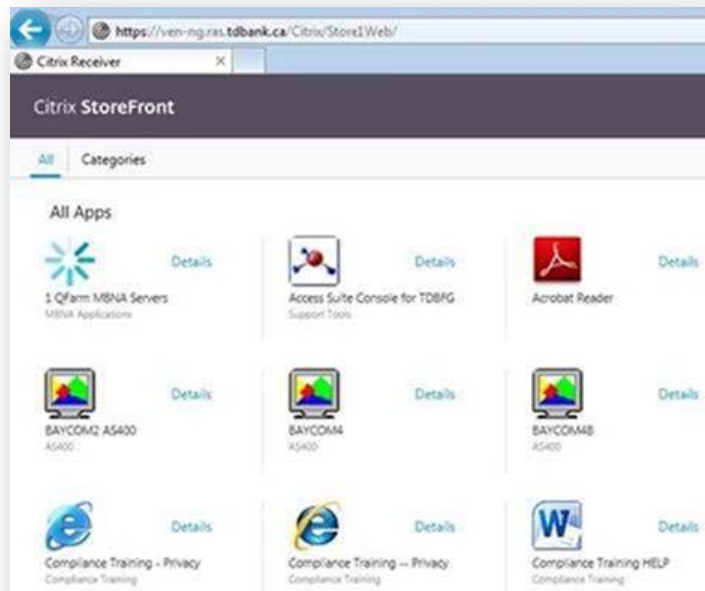 https://ven-ng.ras.tdbank.ca/Citrix/Store1Web/
Citrix Receiver
Citrix StoreFront
All
Categories
All Apps
Details
Details
Details
1 QFarm MBNA Servers
MBNA Applications
Access Suite Console for TDBFG
Support Tools
Acrobat Reader
Details
Details
Details
BAYCOM2 AS400
AS400
BAYCOM4
AS400
BAYCOM4B
AS400
Details
Details
Details
Compliance Training - Privacy
Compliance Training
Compliance Training -- Privacy
Compliance Training
Compliance Training HELP
Compliance Training